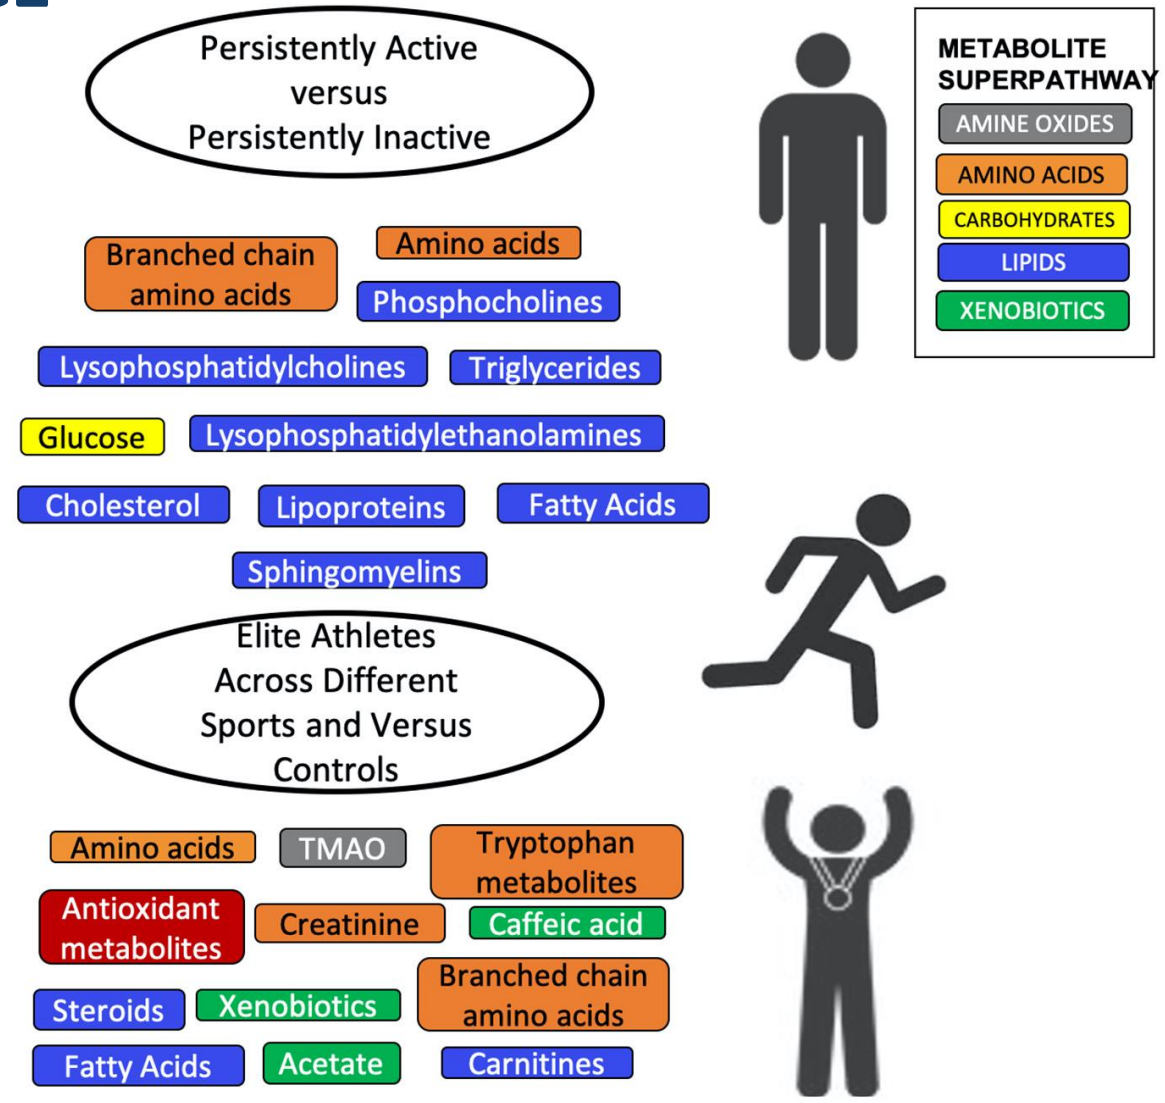 Persistently Active
versus
Persistently Inactive
METABOLITE
SUPERPATHWAY
AMINE OXIDES
AMINO ACIDS
CARBOHYDRATES
LIPIDS
XENOBIOTICS
Branched chain
amino acids
Amino acids
Phosphocholines
Lysophosphatidylcholines
Triglycerides
Glucose
Lysophosphatidylethanolamines
Cholesterol
Lipoproteins
Fatty Acids
Sphingomyelins
Elite Athletes
Across Different
Sports and Versus
Controls
Amino acids
TMAO
Tryptophan
metabolites
Antioxidant
metabolites
Creatinine
Caffeic acid
Branched chain
amino acids
Steroids
Xenobiotics
Fatty Acids
Acetate
Carnitines